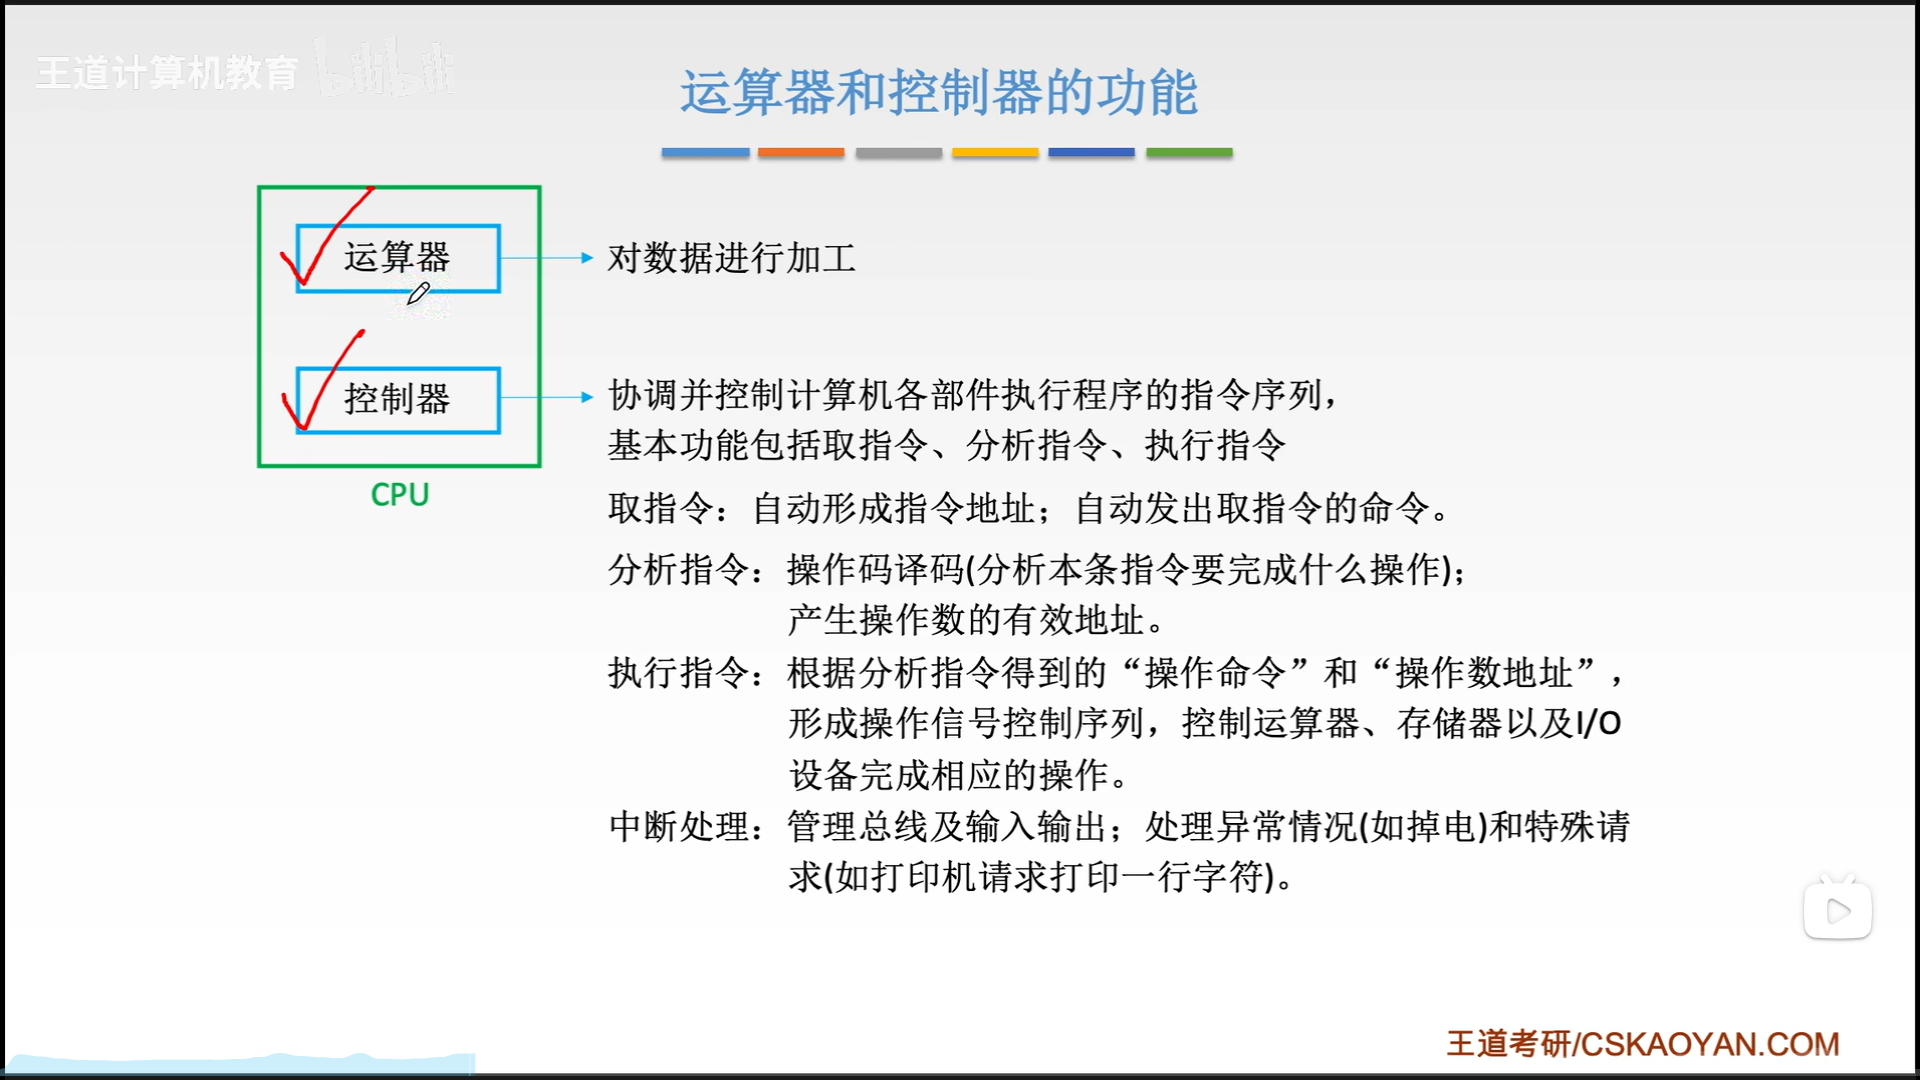 王道计算机教育 bilibili
运算器和控制器的功能
运算器
对数据进行加工
控制器
协调并控制计算机各部件执行程序的指令序列，
基本功能包括取指令、分析指令、执行指令
CPU
取指令：自动形成指令地址；自动发出取指令的命令。
分析指令：操作码译码(分析本条指令要完成什么操作)；
产生操作数的有效地址。
执行指令：根据分析指令得到的“操作命令”和“操作数地址”，
形成操作信号控制序列，控制运算器、存储器以及I/O
设备完成相应的操作。
中断处理：管理总线及输入输出；处理异常情况(如掉电)和特殊请
求(如打印机请求打印一行字符)。
王道考研/CSKAOYAN.COM